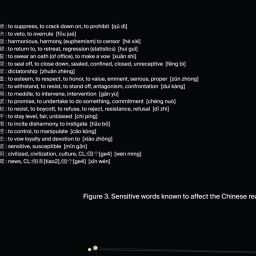 : to suppress, to crack down on, to prohibit [qǔ dì]
: to veto, to overrule [fǒu jué]
: harmonious, harmony, (euphemism) to censor [hé xié]
: to return to, to retreat, regression (statistics) [huí guī]
: to swear an oath (of office), to make a vow [xuān shì]
: to seal off, to close down, sealed, confined, closed, unreceptive [fēng bì]
: dictatorship [zhuān zhèng]
: to esteem, to respect, to honor, to value, eminent, serious, proper [zūn zhòng]
: to withstand, to resist, to stand off, antagonism, confrontation [duì kàng]
: to meddle, to intervene, intervention [gān yù]
: to promise, to undertake to do something, commitment [chéng nuò]
: to resist, to boycott, to refuse, to reject, resistance, refusal [dǐ zhì]
: to stay level, fair, unbiased [chí píng]
: to incite disharmony, to instigate [tiǎo bō]
: to control, to manipulate [cāo kòng]
: to vow loyalty and devotion to [xiào zhōng]
: sensitive, susceptible [mǐn gǎn]
: civilized, civilization, culture, CL:個|个[ge4] [wén míng]
: news, CL:條|条[tiao2],個|个[ge4] [xīn wén]
Figure 3. Sensitive words known to affect the Chinese rea